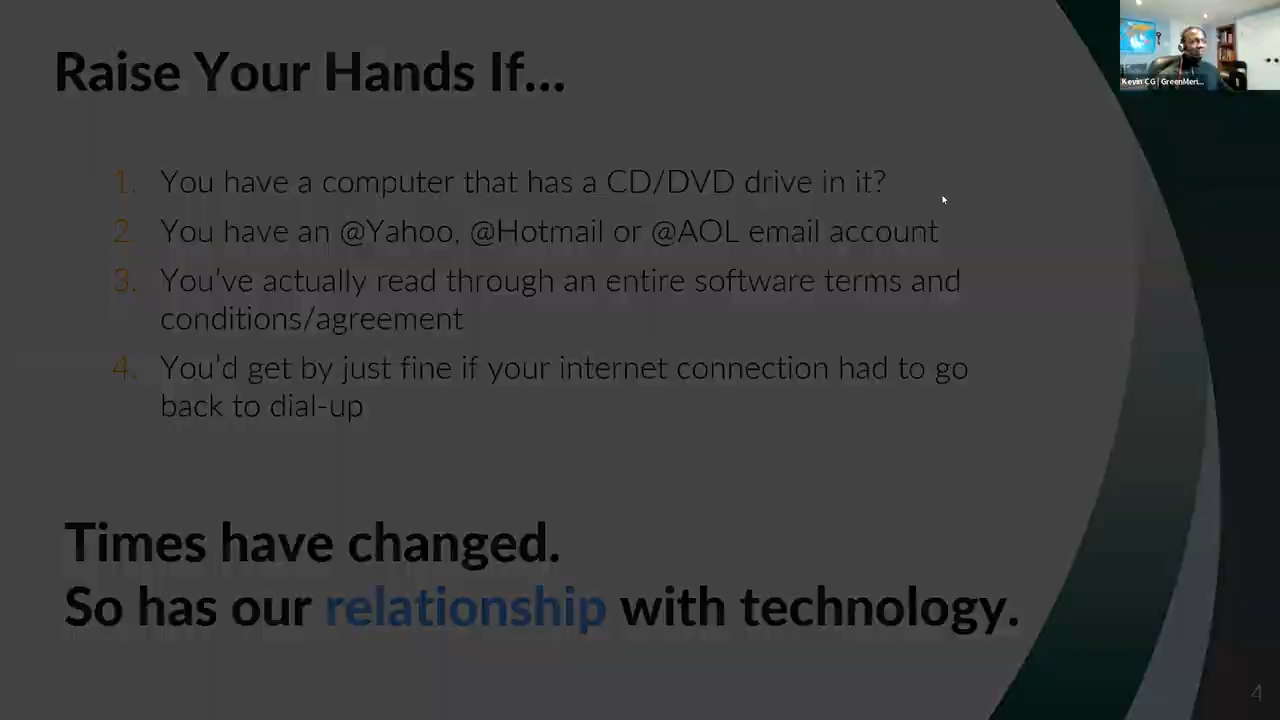 Raise Your Hands If...
Kevin CG | GreenMeri...
1. You have a computer that has a CD/DVD drive in it?
2. You have an @Yahoo, @Hotmail or @AOL email account
3. You've actually read through an entire software terms and
conditions/agreement
4. You'd get by just fine if your internet connection had to go
back to dial-up
Times have changed.
So has our relationship with technology.
4